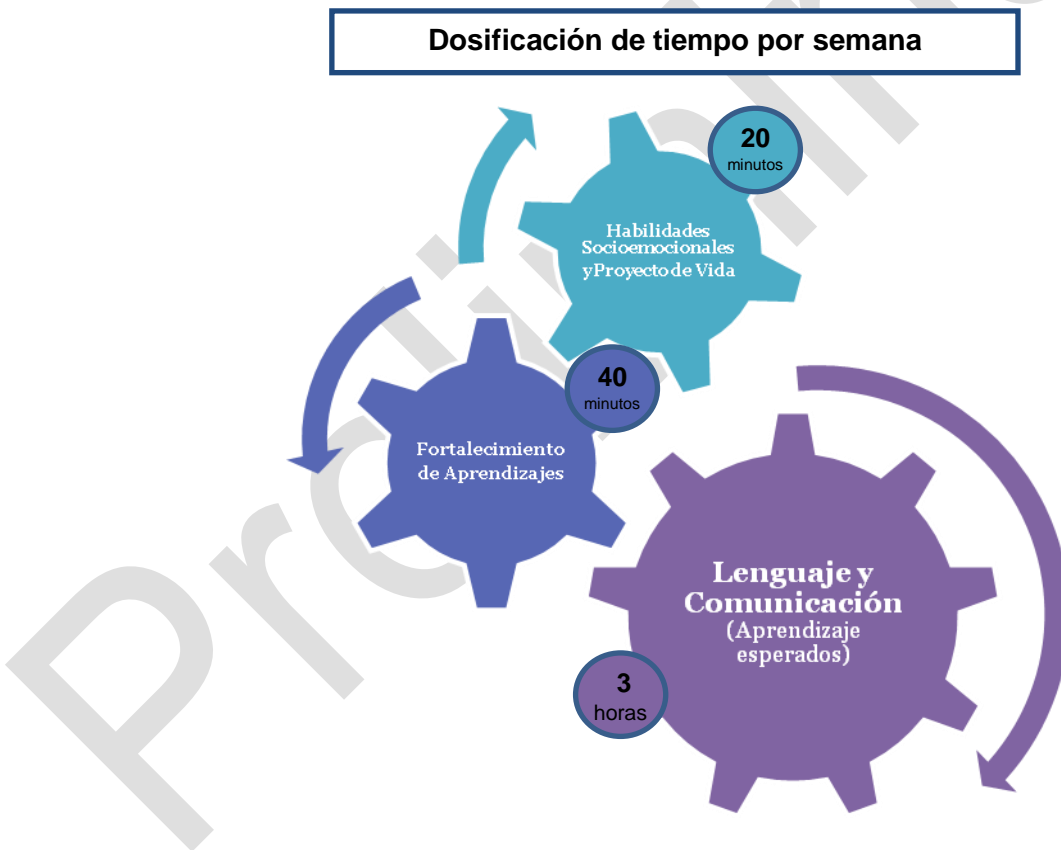 Dosificación de tiempo por semana
20
minutos
Habilidades
Socioemocionales
y Proyecto de Vida
40
minutos
Fortalecimiento
de Aprendizajes
Lenguaje y
Comunicación
(Aprendizaje
esperados)
3
horas